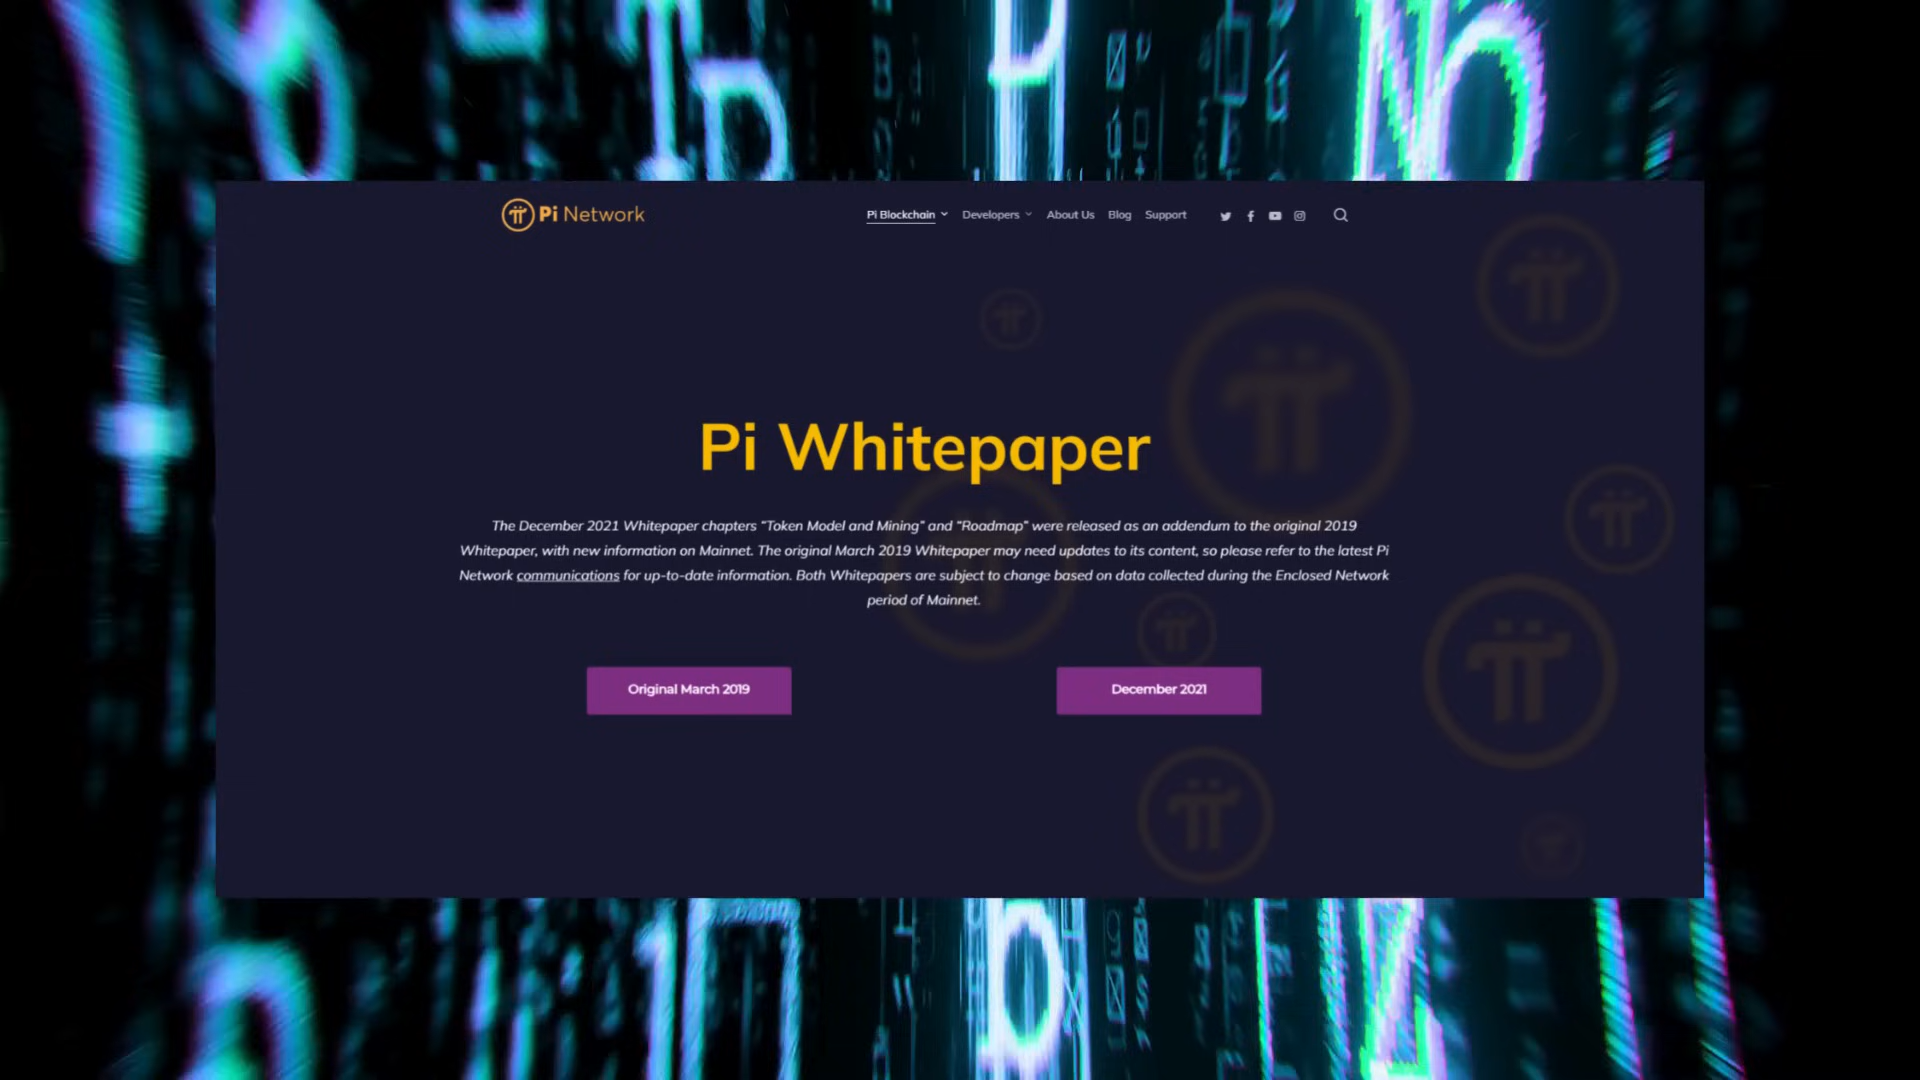 Pi Network
Pi Blockchain Developers About Us Blog Support
Pi Whitepaper
The December 2021 Whitepaper chapters “Token Model and Mining” and “Roadmap” were released as an addendum to the original 2019
Whitepaper, with new information on Mainnet. The original March 2019 Whitepaper may need updates to its content, so please refer to the latest Pi
Network communications for up-to-date information. Both Whitepapers are subject to change based on data collected during the Enclosed Network
period of Mainnet.
Original March 2019
December 2021